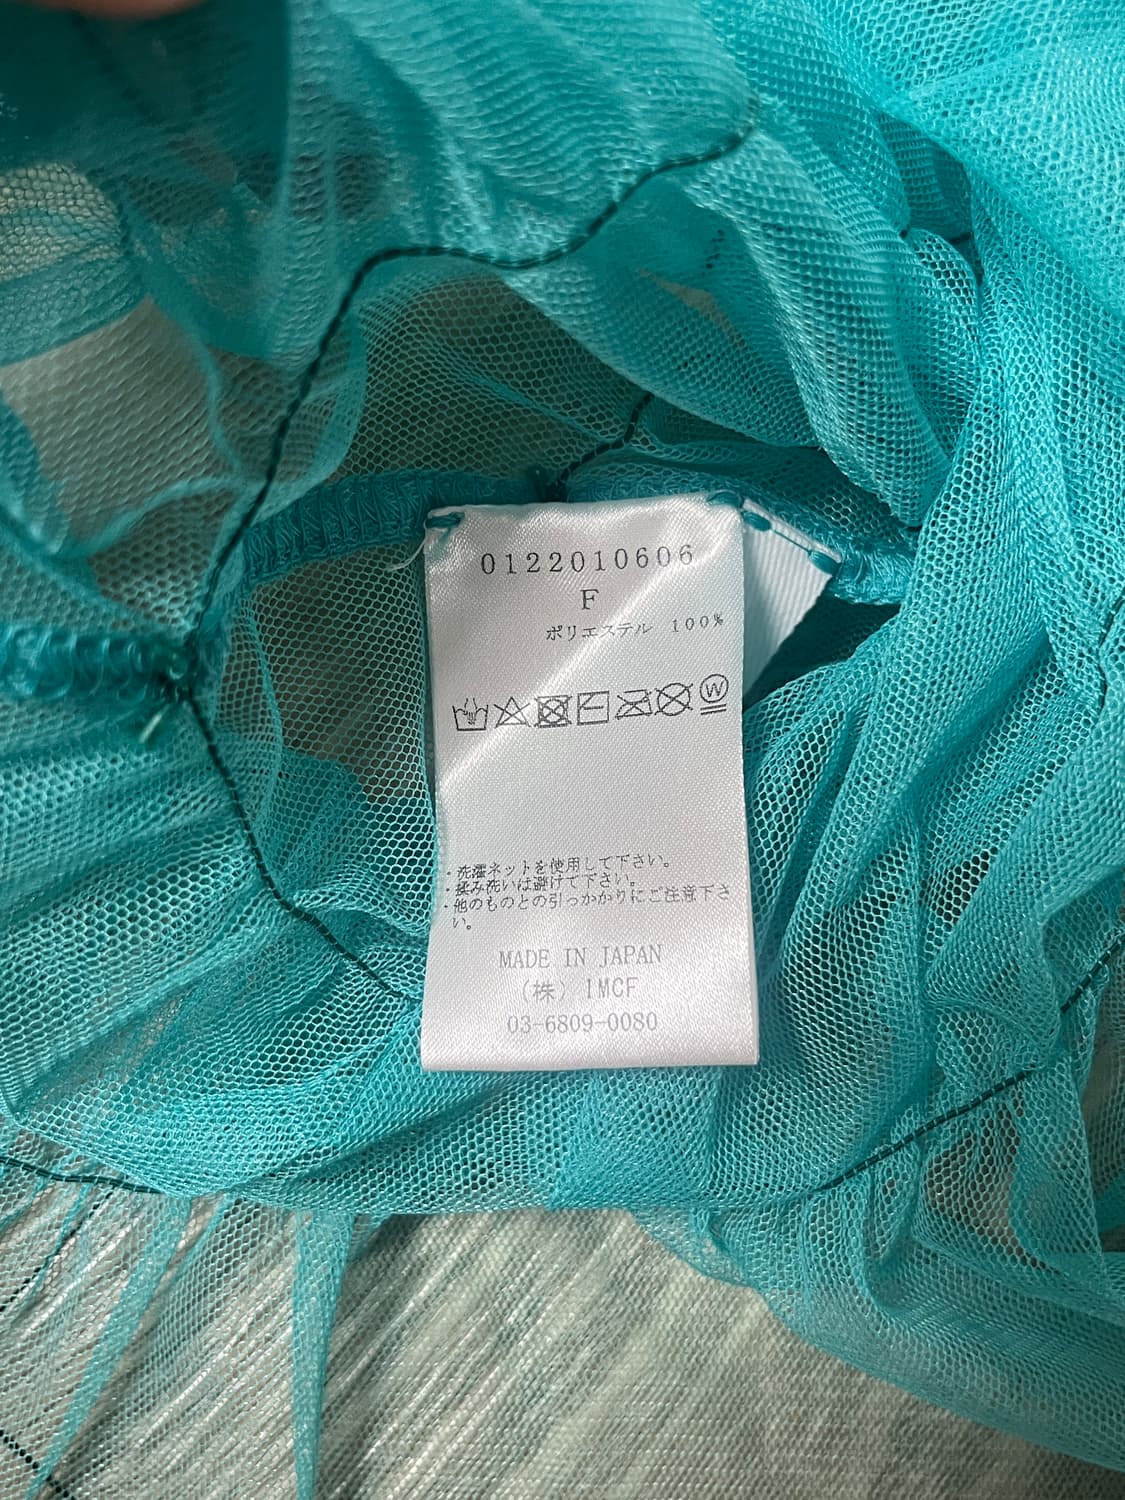 0122010606
F
ポリエステル 100%
W
・洗濯ネットを使用して下さい。
・揉み洗いは避けて下さい。
・他のものとの引っかかりにご注意下さ
い。
MADE IN JAPAN
(株) IMCF
03-6809-0080